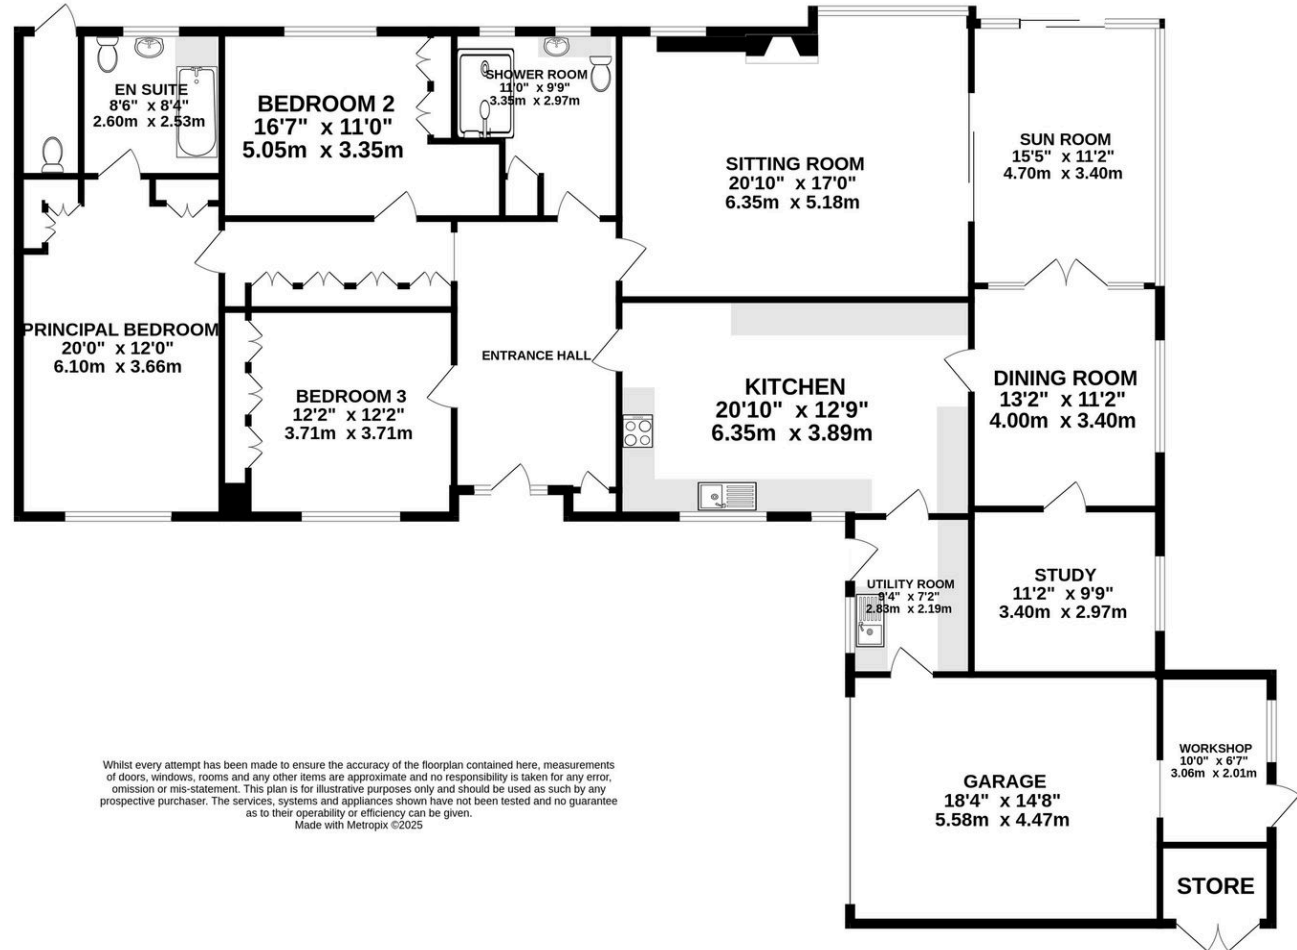 EN SUITE
8'6" x 8'4"
2.60m x 2.53m
BEDROOM 2
16'7" x 11'0"
5.05m x 3.35m
SHOWER ROOM
11'0" x 9'9"
3.35m x 2.97m
SITTING ROOM
20'10" x 17'0"
6.35m x 5.18m
SUN ROOM
15'5" x 11'2"
4.70m x 3.40m
PRINCIPAL BEDROOM
20'0" x 12'0"
6.10m x 3.66m
BEDROOM 3
12'2" x 12'2"
3.71m x 3.71m
ENTRANCE HALL
KITCHEN
20'10" x 12'9"
6.35m x 3.89m
DINING ROOM
13'2" x 11'2"
4.00m x 3.40m
UTILITY ROOM
9'4" x 7'2"
2.83m x 2.19m
STUDY
11'2" x 9'9"
3.40m x 2.97m
GARAGE
18'4" x 14'8"
5.58m x 4.47m
WORKSHOP
10'0" x 6'7"
3.06m x 2.01m
STORE
Whilst every attempt has been made to ensure the accuracy of the floorplan contained here, measurements
of doors, windows, rooms and any other items are approximate and no responsibility is taken for any error,
omission or mis-statement. This plan is for illustrative purposes only and should be used as such by any
prospective purchaser. The services, systems and appliances shown have not been tested and no guarantee
as to their operability or efficiency can be given.
Made with Metropix ©2025